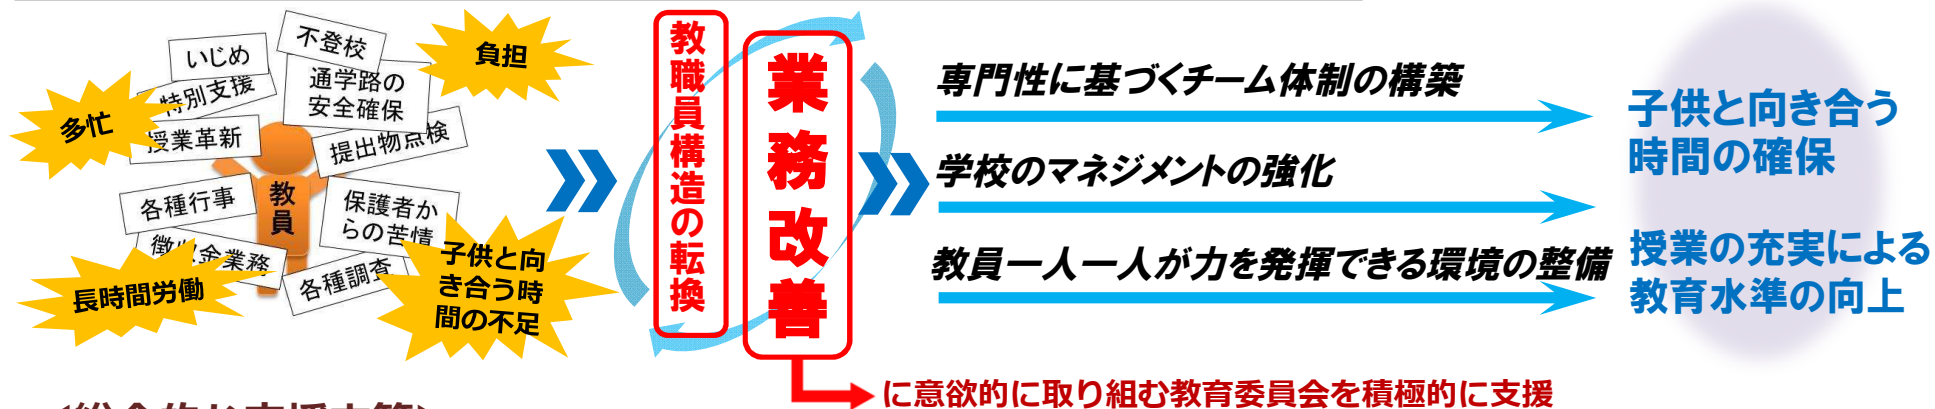 いじめ
不登校
負担
特別支援
通学路の
安全確保
多忙
授業革新
提出物点検
教員
各種行事
保護者か
らの苦情
徴収金業務
長時間労働
各種調査
子供と向
き合う時
間の不足
教職員構造の転換
業務改善
専門性に基づくチーム体制の構築
学校のマネジメントの強化
教員一人一人が力を発揮できる環境の整備
子供と向き合う
時間の確保
授業の充実による
教育水準の向上
に意欲的に取り組む教育委員会を積極的に支援